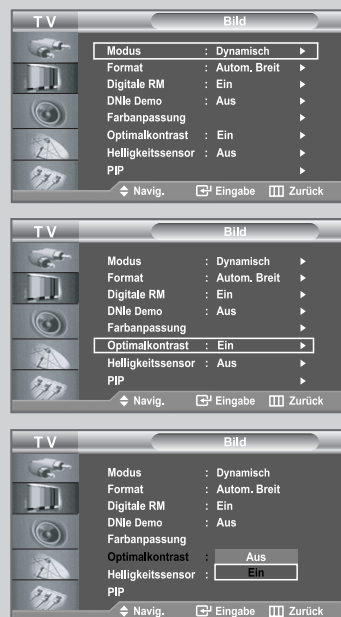 TV Bild
Modus : Dynamisch
Format : Autom. Breit
Digitale RM : Ein
DNIe Demo : Aus
Farbanpassung
Optimalkontrast : Ein
Helligkeitssensor : Aus
PIP
Navig. Eingabe Zurück
TV Bild
Modus : Dynamisch
Format : Autom. Breit
Digitale RM : Ein
DNIe Demo : Aus
Farbanpassung
Optimalkontrast : Ein
Helligkeitssensor : Aus
PIP
Navig. Eingabe Zurück
TV Bild
Modus : Dynamisch
Format : Autom. Breit
Digitale RM : Ein
DNIe Demo : Aus
Farbanpassung
Optimalkontrast : Aus
Helligkeitssensor : Ein
PIP
Navig. Eingabe Zurück